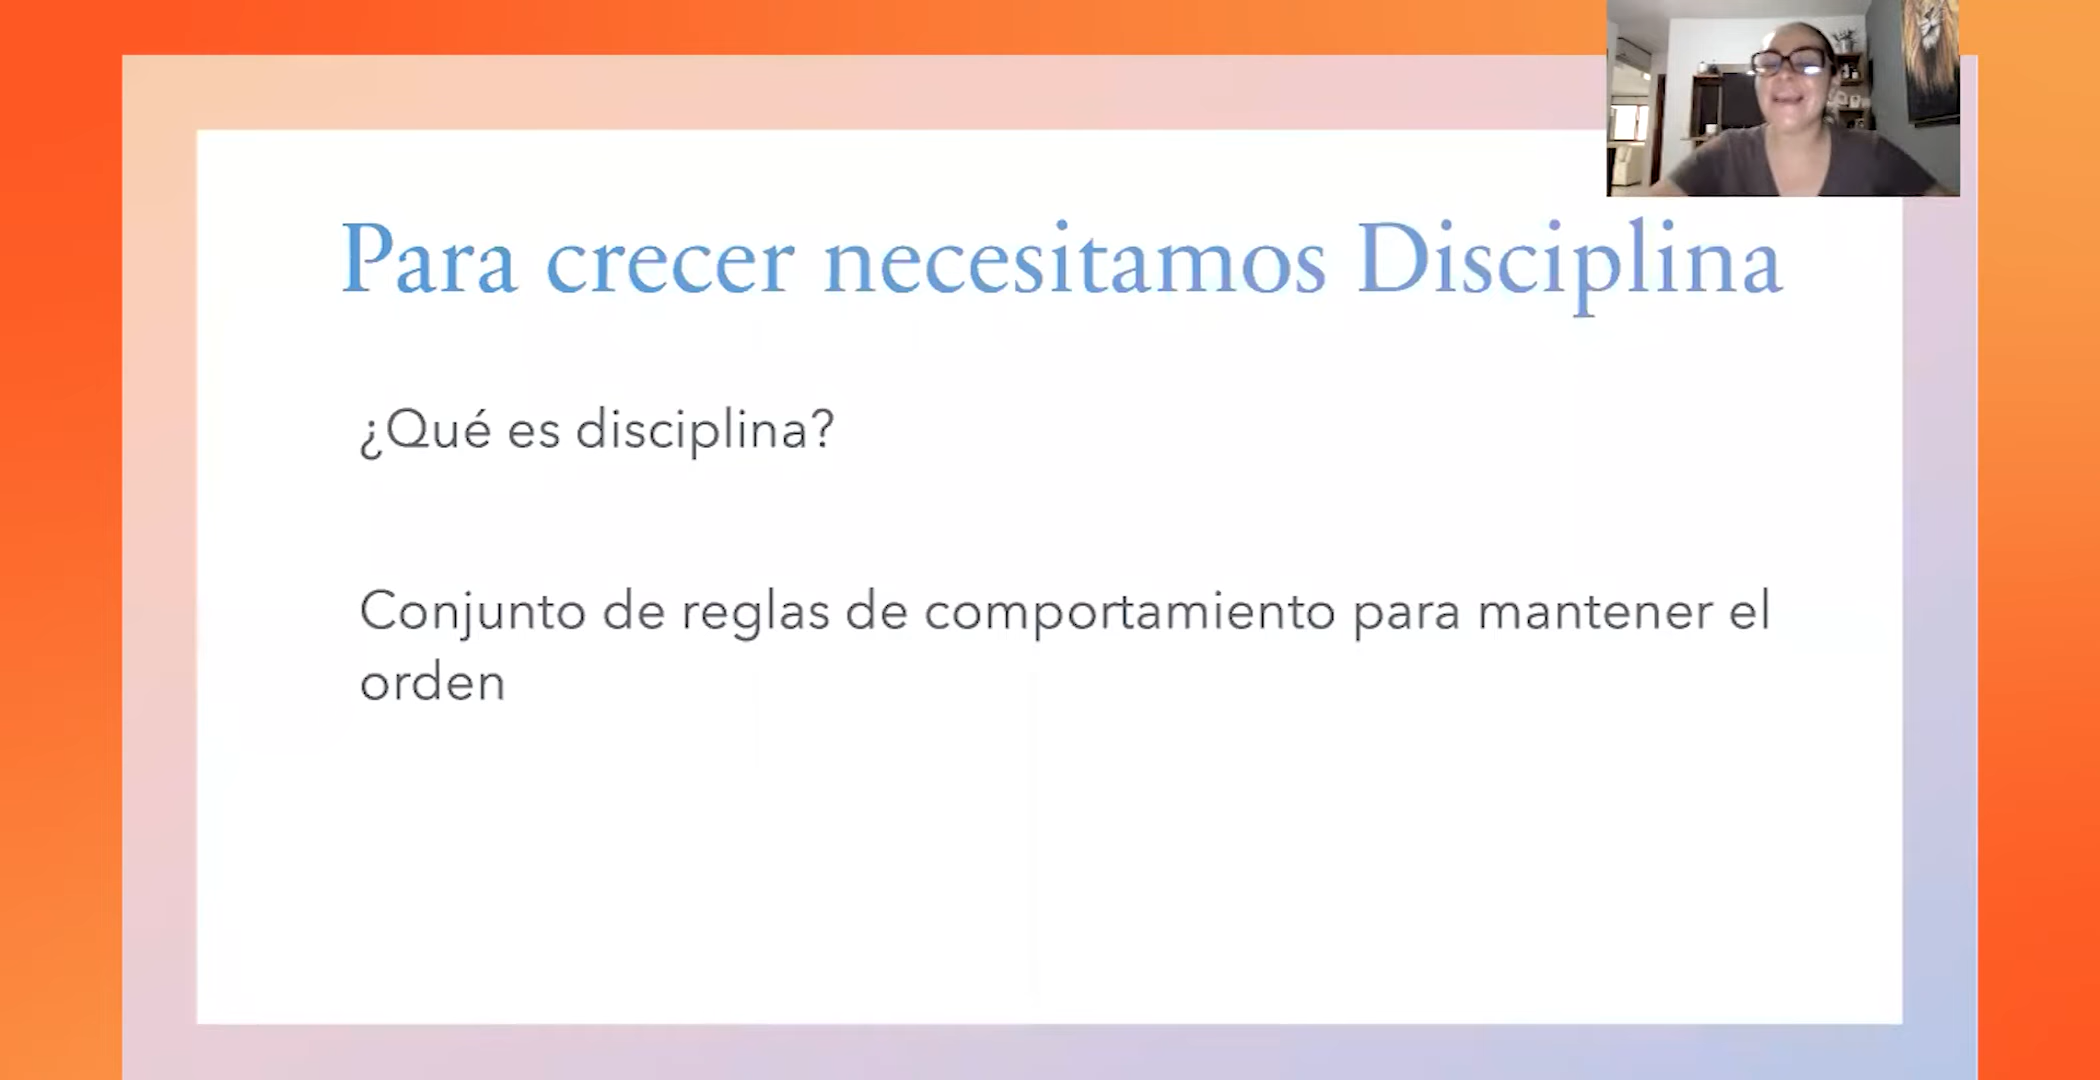 Para crecer necesitamos Disciplina
¿Qué es disciplina?
Conjunto de reglas de comportamiento para mantener el
orden